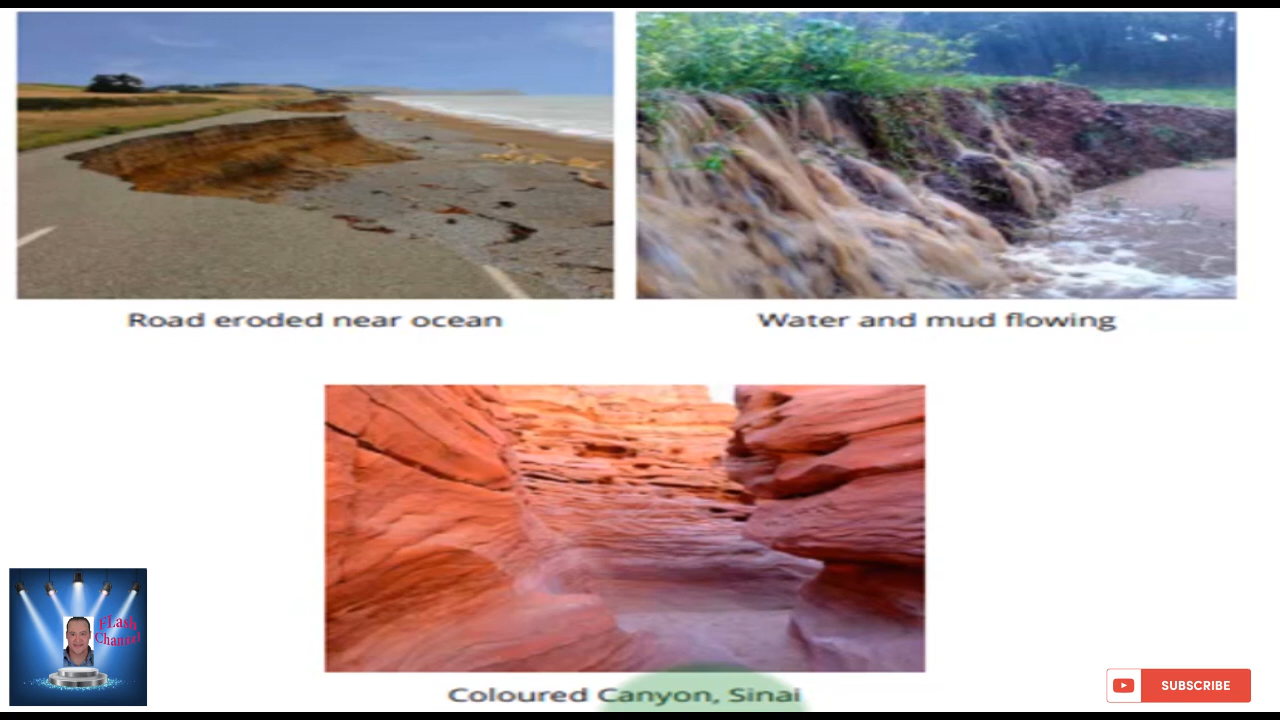 Road eroded near ocean
Water and mud flowing
Coloured Canyon, Sinai
FLash
Channel
SUBSCRIBE